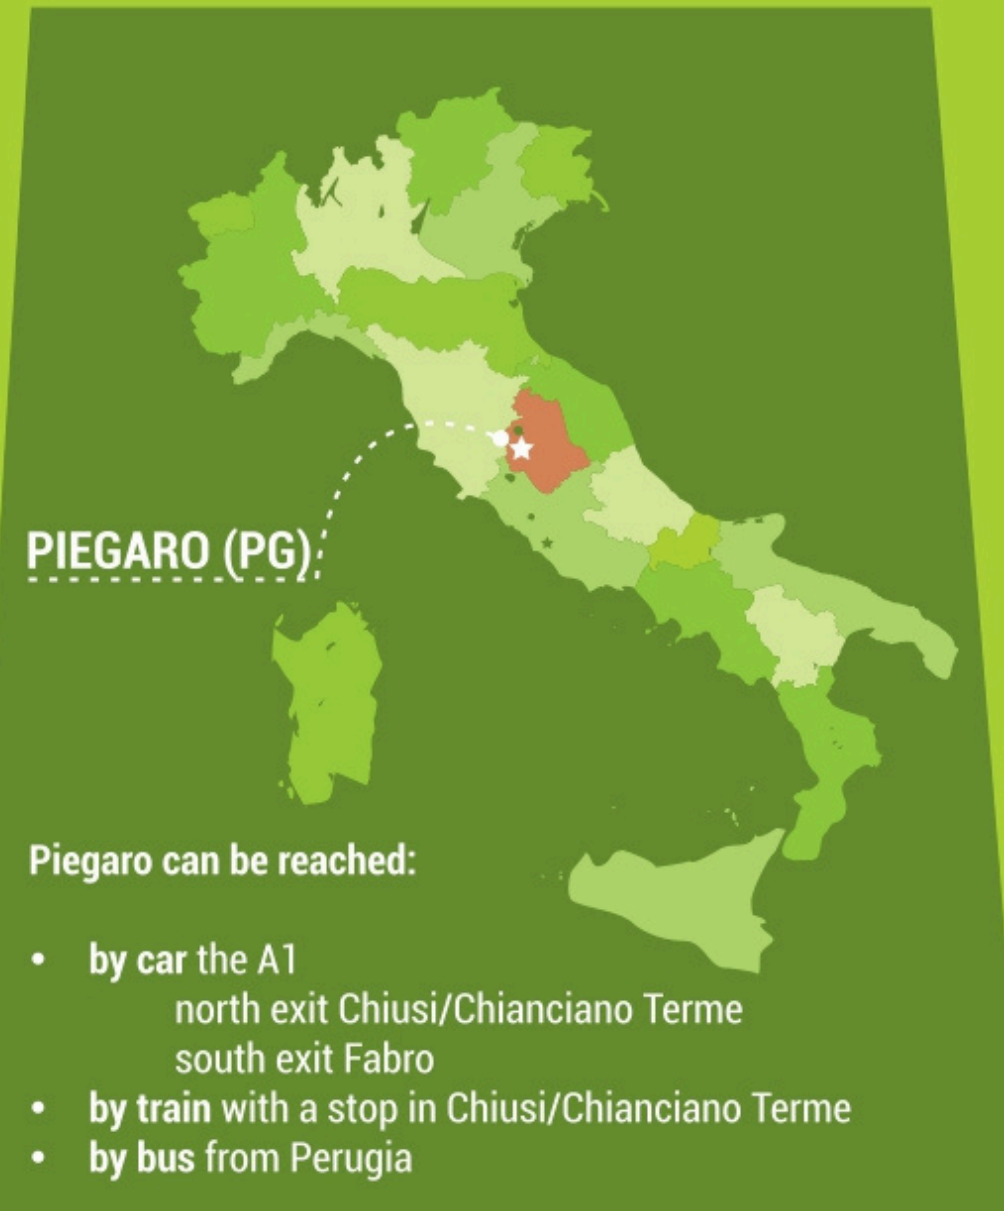 PIEGARO (PG)
Piegaro can be reached:
• by car the A1
north exit Chiusi/Chianciano Terme
south exit Fabro
• by train with a stop in Chiusi/Chianciano Terme
• by bus from Perugia